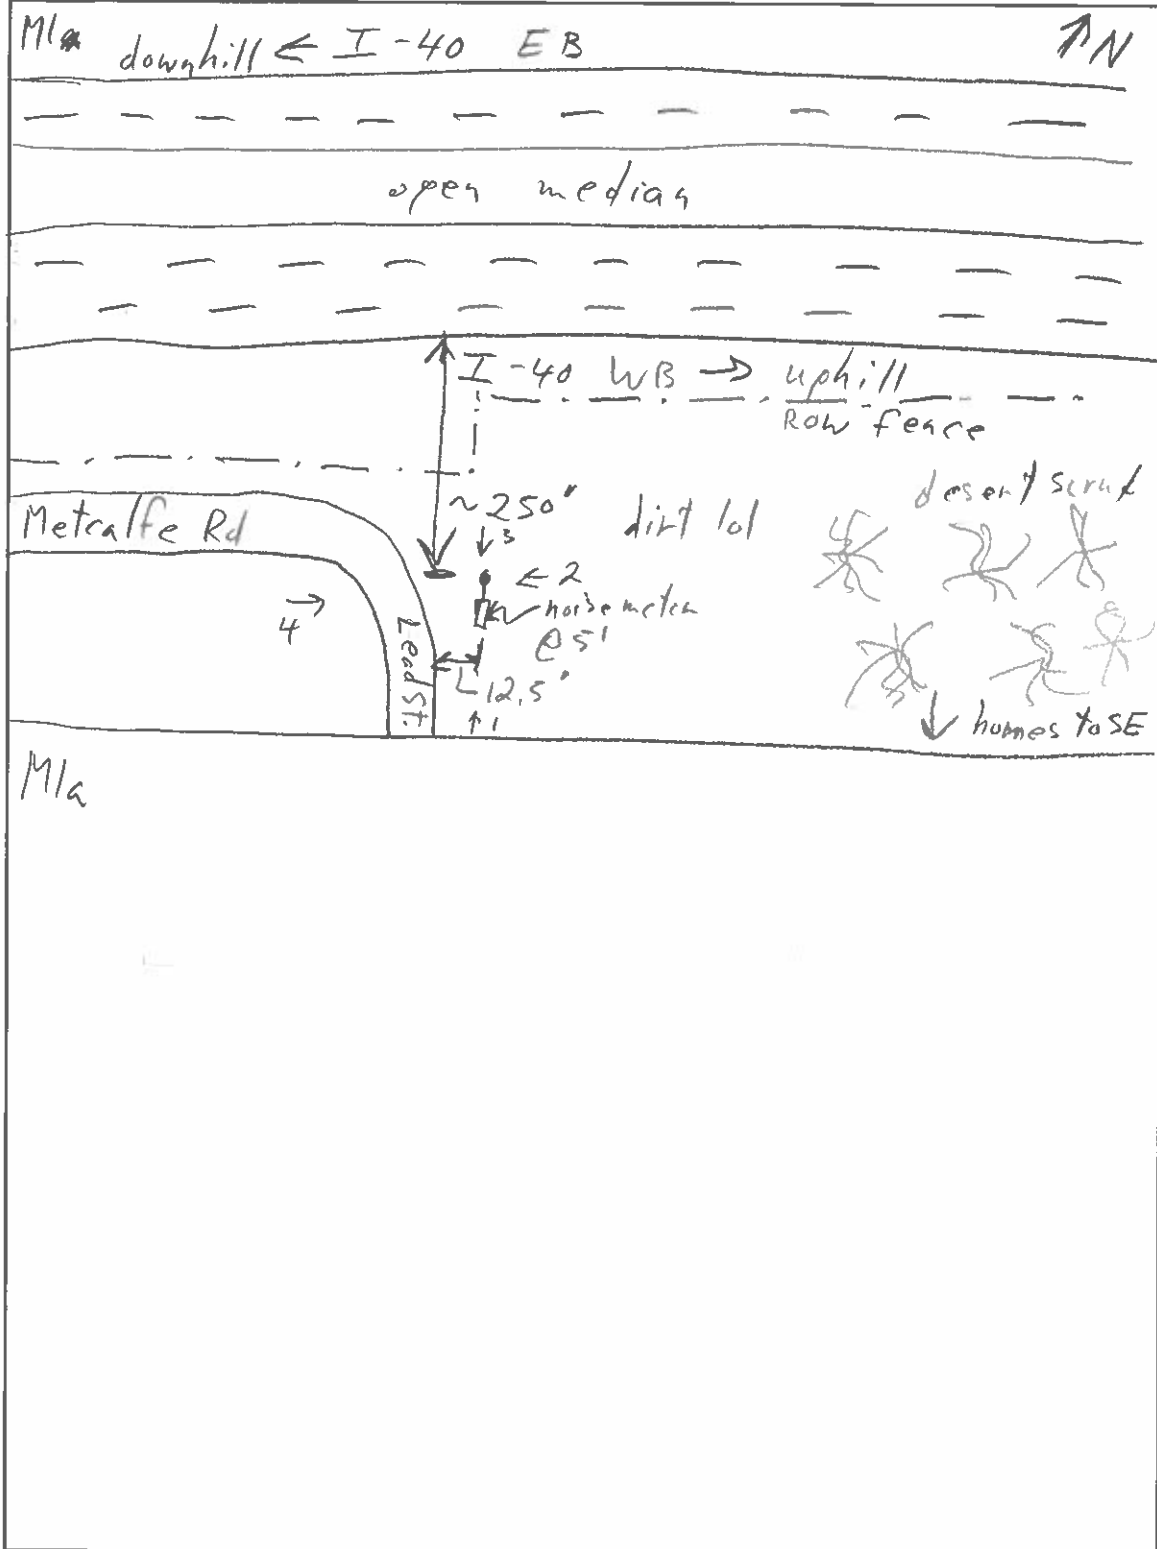 M1a
downhill ← I-40 EB
N
open median
I-40 WB → uphill
ROW fence
Metcalfe Rd
~250'
3
dirt lot
desert scrub
← 2
noise meter
@ 5'
4
Lead St.
12.5'
1
homes to SE
M1a